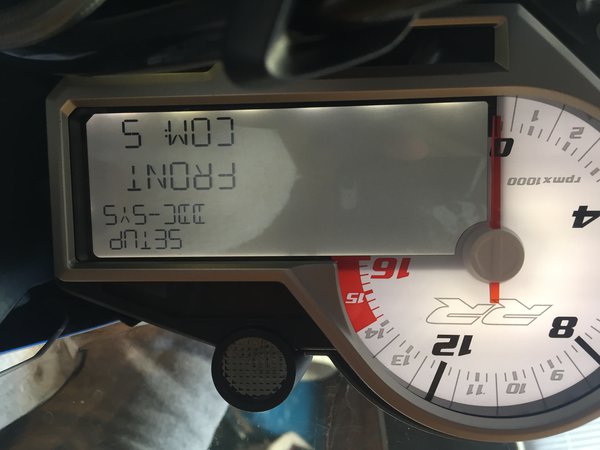 SETUP
DDC-SYS
FRONT
COM: 5
0
1
2
4
8
9
10
11
12
13
14
15
16
rpm x 1000
RR